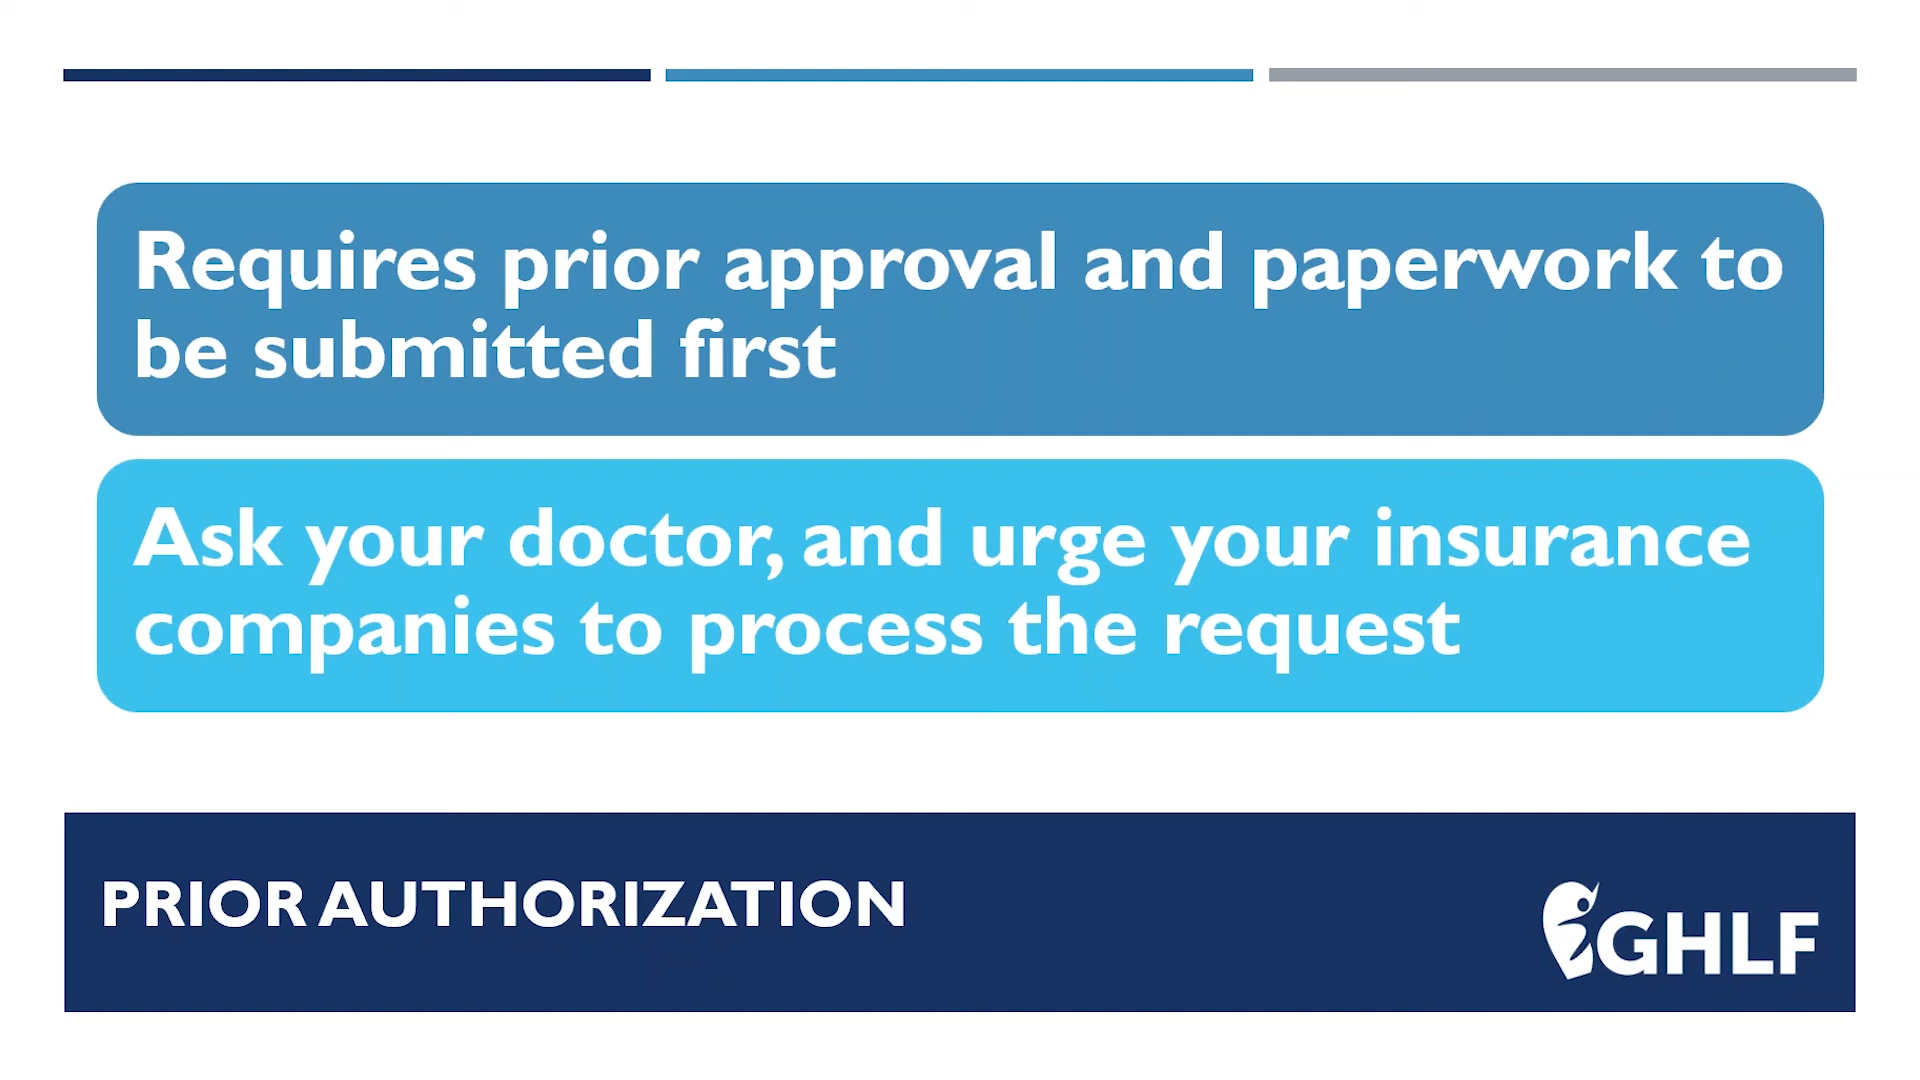 Requires prior approval and paperwork to
be submitted first
Ask your doctor, and urge your insurance
companies to process the request
PRIOR AUTHORIZATION
GHLF